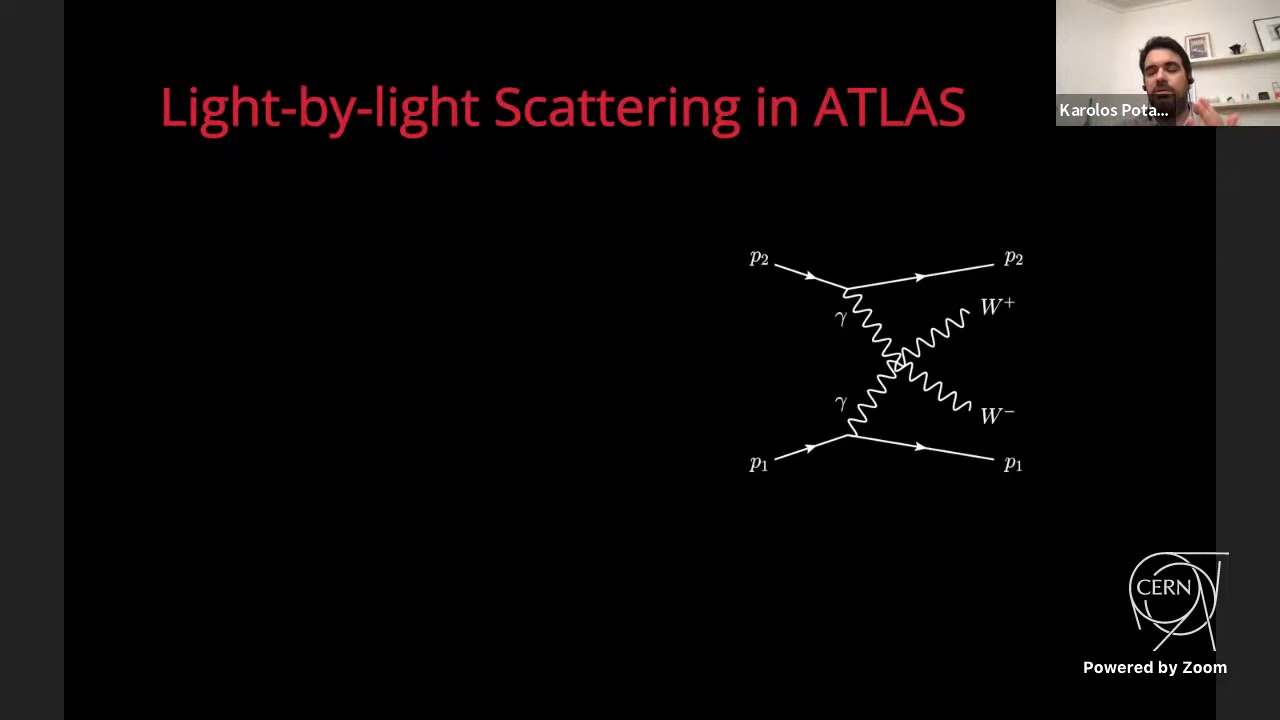 Light-by-light Scattering in ATLAS
Karolos Pota...
p₂ p₂
W⁺
γ
γ
W⁻
p₁ p₁
CERN
Powered by Zoom